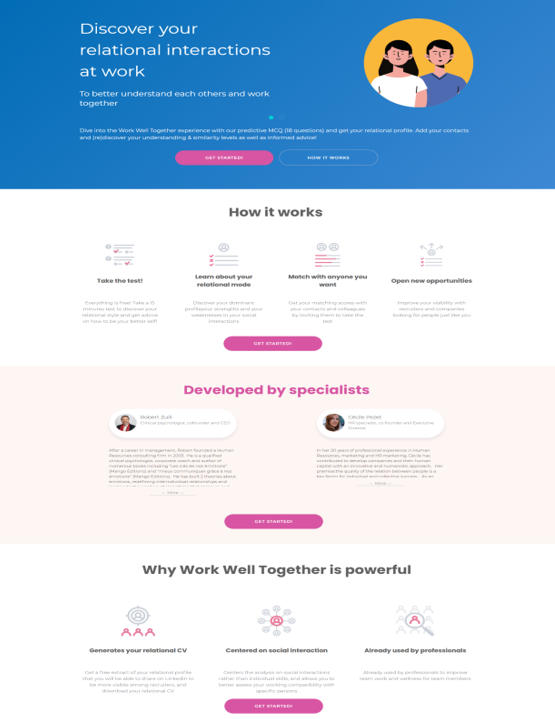 Discover your
relational interactions
at work
To better understand each others and work
together
Dive into the Work Well Together experience with our predictive MCQ (18 questions) and get your relational profile. Add your contacts
and (re)discover your understanding & similarity levels as well as informed advice!
GET STARTED!
HOW IT WORKS
How it works
Take the test!
Everything is free! Take a 15
minutes test to discover your
relational style and get advice
on how to be your better self!
Learn about your
relational mode
Discover your dominant
profile,your strengths and your
weaknesses in your social
interactions
Match with anyone you
want
Get your matching scores with
your contacts and colleagues
by inviting them to take the
test
Open new opportunities
Improve your visibility with
recruiters and companies
looking for people just like you
GET STARTED!
Developed by specialists
Robert Zuili
Clinical psychologist, cofounder and CEO
After a career in management, Robert founded a Human
Resources consulting firm in 2003. He is a qualified
clinical psychologist, corporate coach and author of
numerous books including "Les clés de nos émotions"
(Mango Editions) and "Mieux communiquer grâce à nos
émotions" (Mango Editions). He has built 2 theories about
emotions, redefining interindividual relationships and
More
Cécile Pezet
HR specialist, co-founder and Executive
Director
In her 20 years of professional experience in Human
Resources, marketing and HR marketing, Cécile has
contributed to develop companies and their human
capital with an innovative and humanistic approach. Her
premise:the quality of the relation between people is a
key factor for individual and collective success. As an
More
GET STARTED!
Why Work Well Together is powerful
Generates your relational CV
Get a free extract of your relational profile
that you will be able to share on Linkedin to
be more visible among recruiters, and
download your relational CV
Centered on social interaction
Centers the analysis on social interactions
rather than individual skills, and allows you to
better assess your working compatibility with
specific persons
Already used by professionals
Already used by professionals to improve
team work and wellness for team members
GET STARTED!